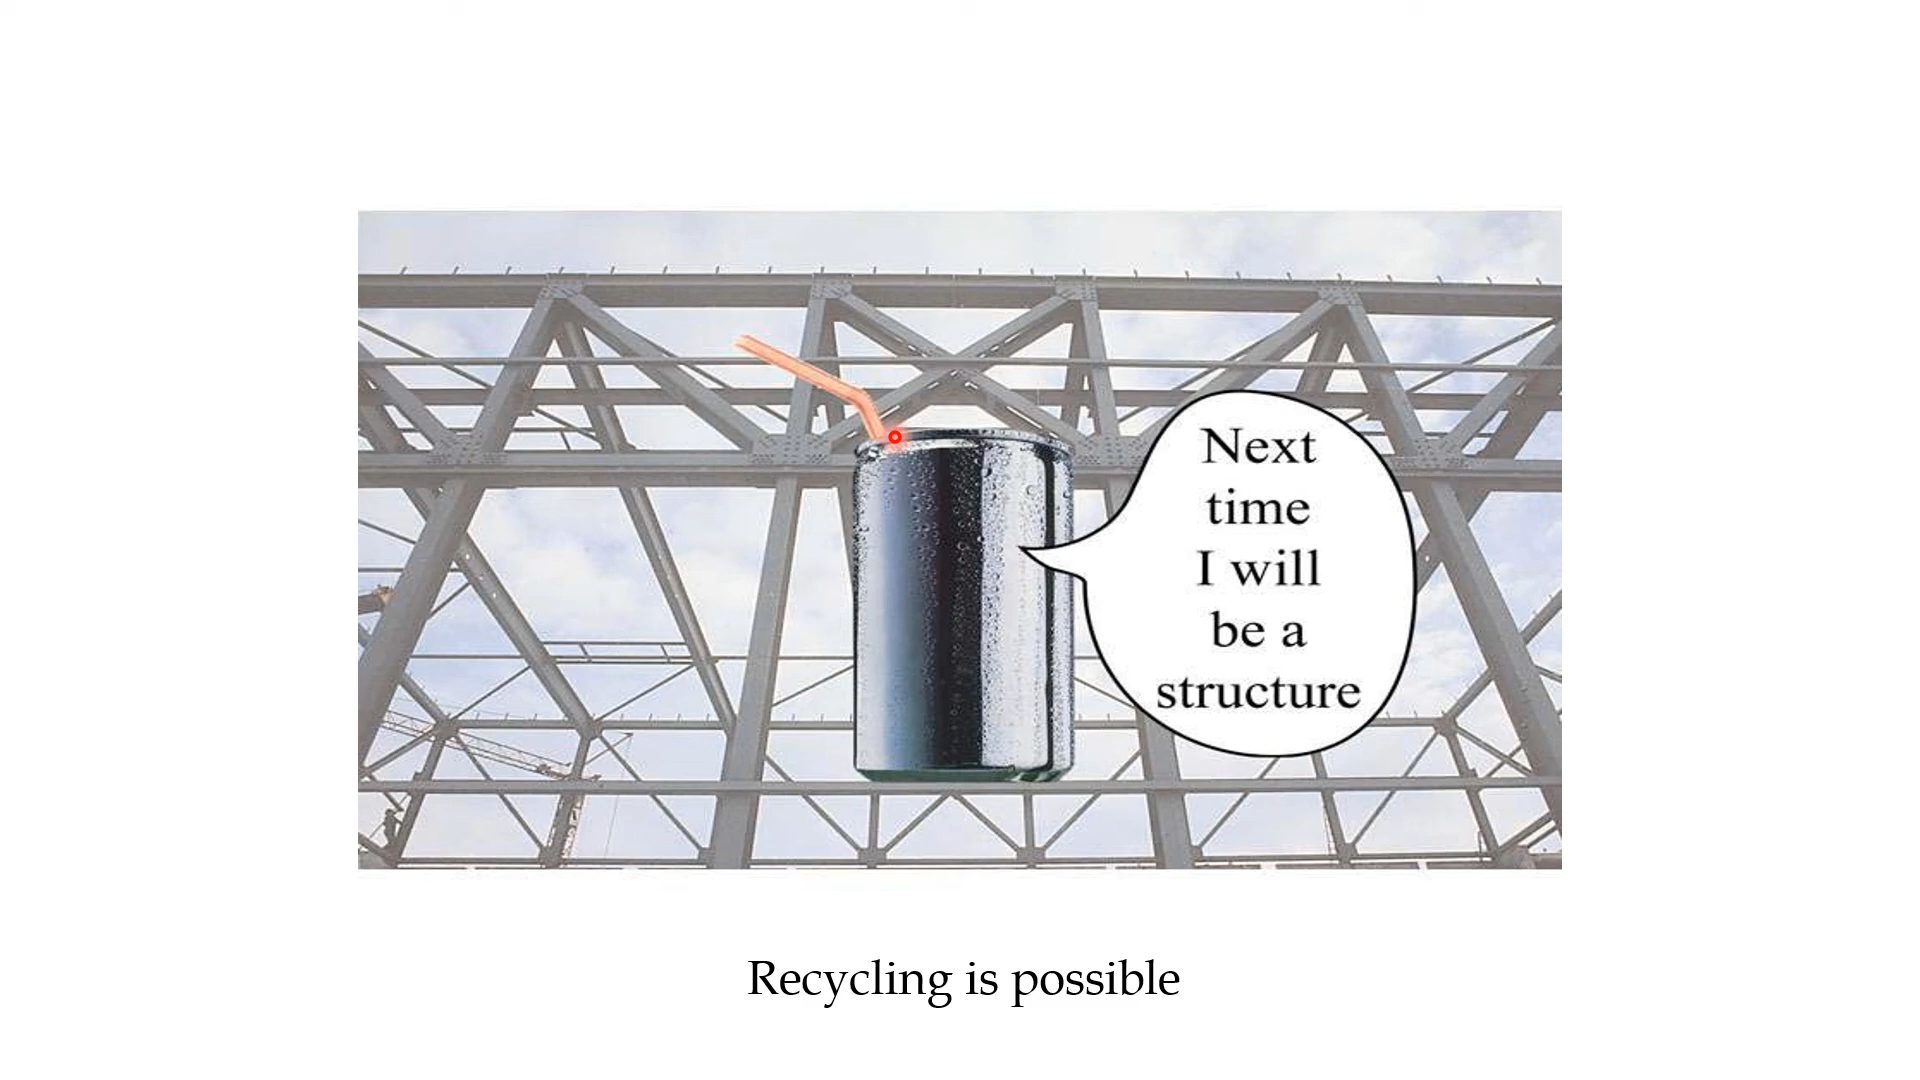 Next
time
I will
be a
structure
Recycling is possible